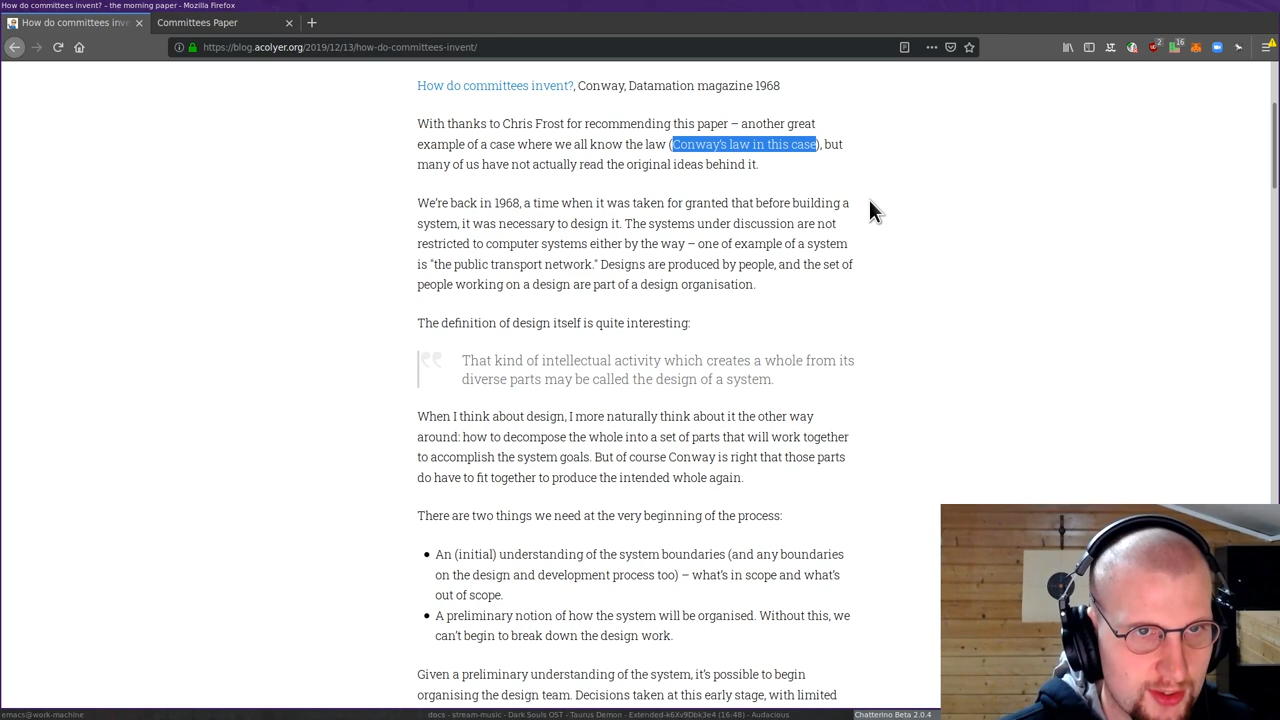 How do committees invent? – the morning paper - Mozilla Firefox
How do committees inve
Committees Paper
https://blog.acolyer.org/2019/12/13/how-do-committees-invent/
2
16
How do committees invent?, Conway, Datamation magazine 1968
With thanks to Chris Frost for recommending this paper – another great
example of a case where we all know the law (Conway's law in this case), but
many of us have not actually read the original ideas behind it.
We're back in 1968, a time when it was taken for granted that before building a
system, it was necessary to design it. The systems under discussion are not
restricted to computer systems either by the way – one of example of a system
is "the public transport network." Designs are produced by people, and the set of
people working on a design are part of a design organisation.
The definition of design itself is quite interesting:
That kind of intellectual activity which creates a whole from its
diverse parts may be called the design of a system.
When I think about design, I more naturally think about it the other way
around: how to decompose the whole into a set of parts that will work together
to accomplish the system goals. But of course Conway is right that those parts
do have to fit together to produce the intended whole again.
There are two things we need at the very beginning of the process:
• An (initial) understanding of the system boundaries (and any boundaries
on the design and development process too) – what's in scope and what's
out of scope.
• A preliminary notion of how the system will be organised. Without this, we
can't begin to break down the design work.
Given a preliminary understanding of the system, it's possible to begin
organising the design team. Decisions taken at this early stage, with limited
emacs@work-machine
docs - stream-music - Dark Souls OST - Taurus Demon - Extended-k6Xv9Dbk3e4 (16:48) - Audacious
Chatterino Beta 2.0.4